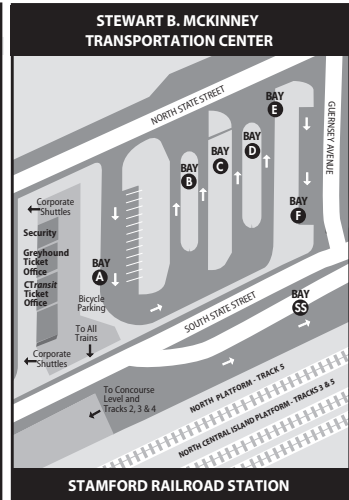 STEWART B. MCKINNEY
TRANSPORTATION CENTER
NORTH STATE STREET
GUERNSEY AVENUE
BAY
E
BAY
D
BAY
C
BAY
B
BAY
F
Corporate
Shuttles
Security
Greyhound
Ticket
Office
CTransit
Ticket
Office
BAY
A
Bicycle
Parking
To All
Trains
Corporate
Shuttles
SOUTH STATE STREET
BAY
SS
To Concourse
Level and
Tracks 2, 3 & 4
NORTH PLATFORM - TRACK 5
NORTH CENTRAL ISLAND PLATFORM - TRACKS 3 & 5
STAMFORD RAILROAD STATION